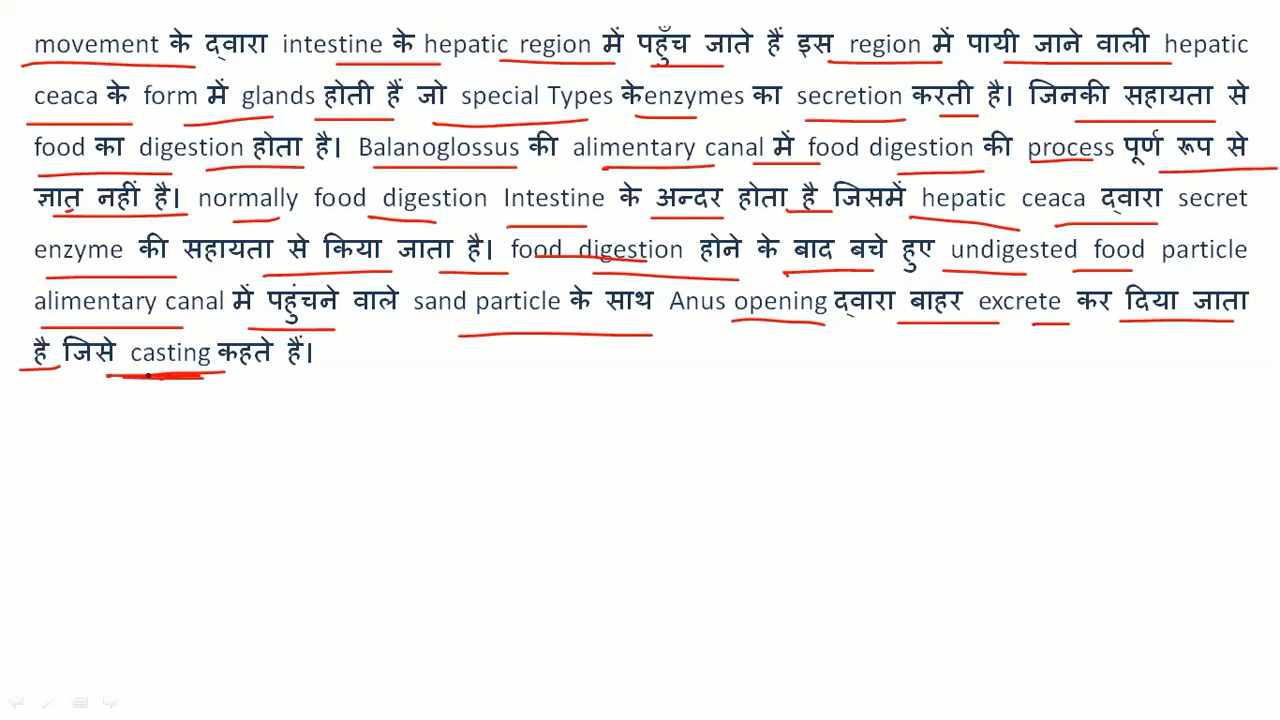 movement के द्वारा intestine के hepatic region में पहुँच जाते हैं इस region में पायी जाने वाली hepatic
ceaca के form में glands होती हैं जो special Types केenzymes का secretion करती है। जिनकी सहायता से
food का digestion होता है। Balanoglossus की alimentary canal में food digestion की process पूर्ण रूप से
ज्ञात नहीं है। normally food digestion Intestine के अन्दर होता है जिसमें hepatic ceaca द्वारा secret
enzyme की सहायता से किया जाता है। food digestion होने के बाद बचे हुए undigested food particle
alimentary canal में पहुंचने वाले sand particle के साथ Anus opening द्वारा बाहर excrete कर दिया जाता
है जिसे casting कहते हैं।